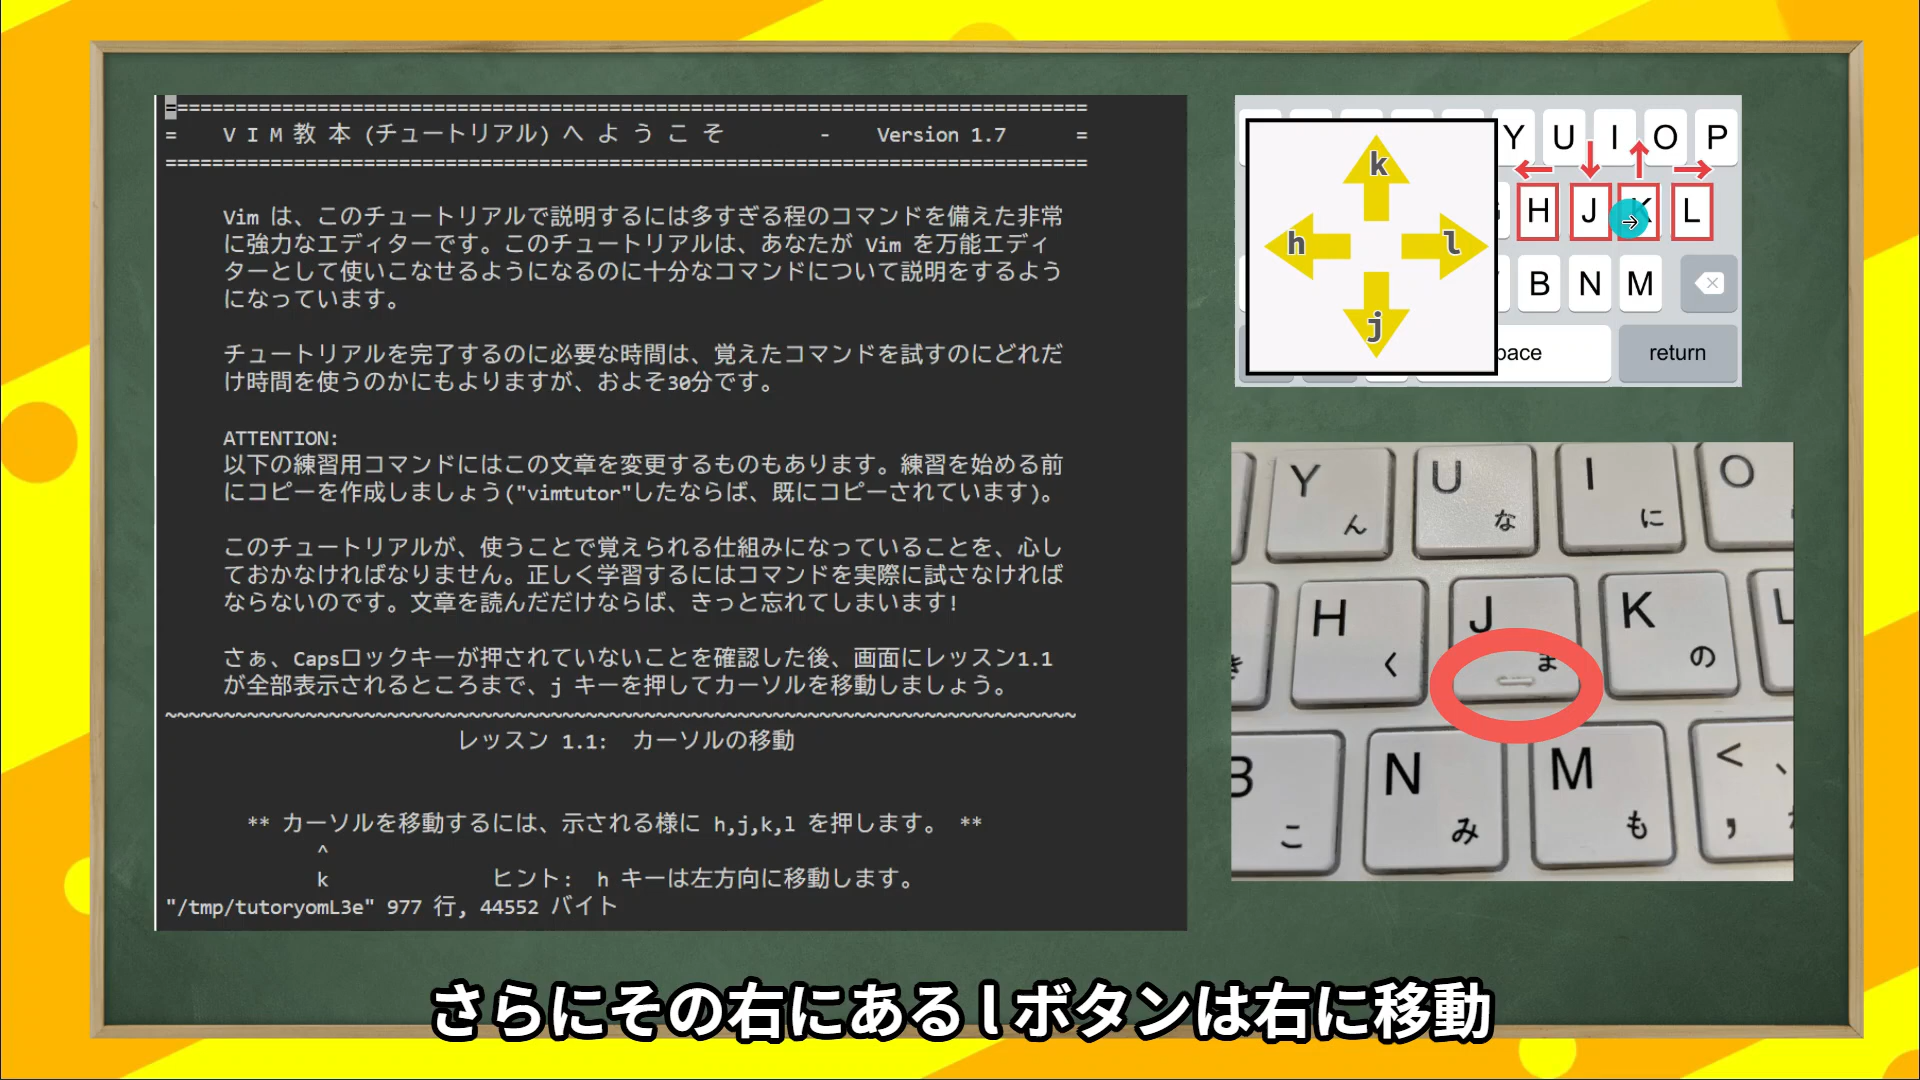 ================================================================================
= V I M 教 本 (チュートリアル) へ よ う こ そ - Version 1.7 =
================================================================================
Vim は、このチュートリアルで説明するには多すぎる程のコマンドを備えた非常
に強力なエディターです。このチュートリアルは、あなたが Vim を万能エディ
ターとして使いこなせるようになるのに十分なコマンドについて説明をするよう
になっています。
チュートリアルを完了するのに必要な時間は、覚えたコマンドを試すのにどれだ
け時間を使うのかにもよりますが、およそ30分です。
ATTENTION:
以下の練習用コマンドにはこの文章を変更するものもあります。練習を始める前
にコピーを作成しましょう("vimtutor"したならば、既にコピーされています)。
このチュートリアルが、使うことで覚えられる仕組みになっていることを、心し
ておかなければなりません。正しく学習するにはコマンドを実際に試さなければ
ならないのです。文章を読んだだけならば、きっと忘れてしまいます!
さぁ、Capsロックキーが押されていないことを確認した後、画面にレッスン1.1
が全部表示されるところまで、j キーを押してカーソルを移動しましょう。
~~~~~~~~~~~~~~~~~~~~~~~~~~~~~~~~~~~~~~~~~~~~~~~~~~~~~~~~~~~~~~~~~~~~~~~~~~~~~~~
レッスン 1.1: カーソルの移動
** カーソルを移動するには、示される様に h,j,k,l を押します。 **
^
k ヒント: h キーは左方向に移動します。
"/tmp/tutoryomL3e" 977 行, 44552 バイト
k
h l
j
Y U I O P
H J K L
B N M
return
Y U I O
ん な に
H J K L
く ま の
B N M <
、
こ み も ,
さらにその右にある l ボタンは右に移動